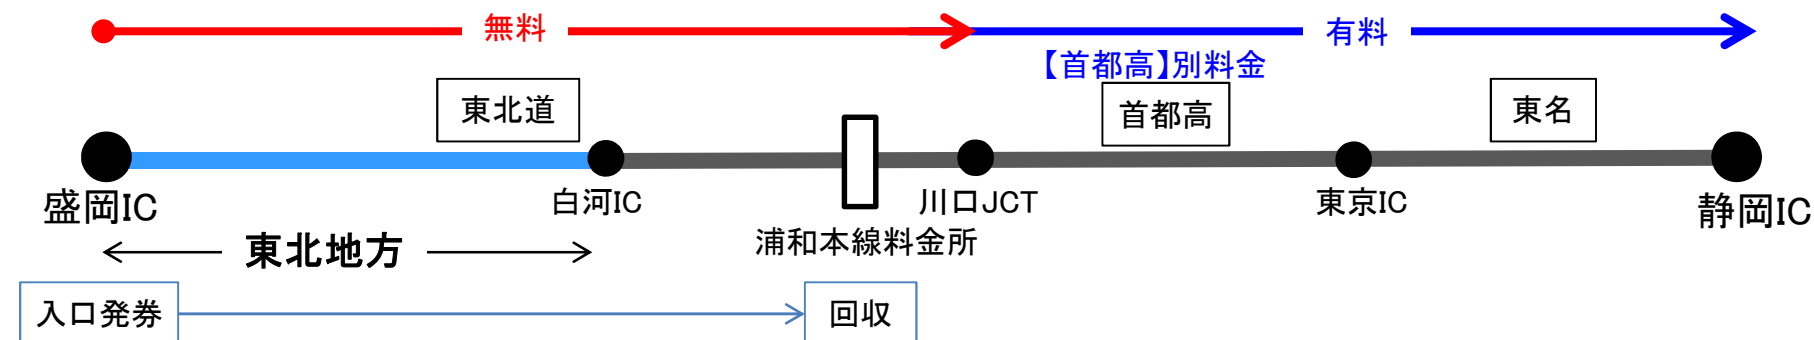 無料
有料
【首都高】別料金
東北道
首都高
東名
盛岡IC
白河IC
川口JCT
東京IC
静岡IC
浦和本線料金所
東北地方
入口発券
回収